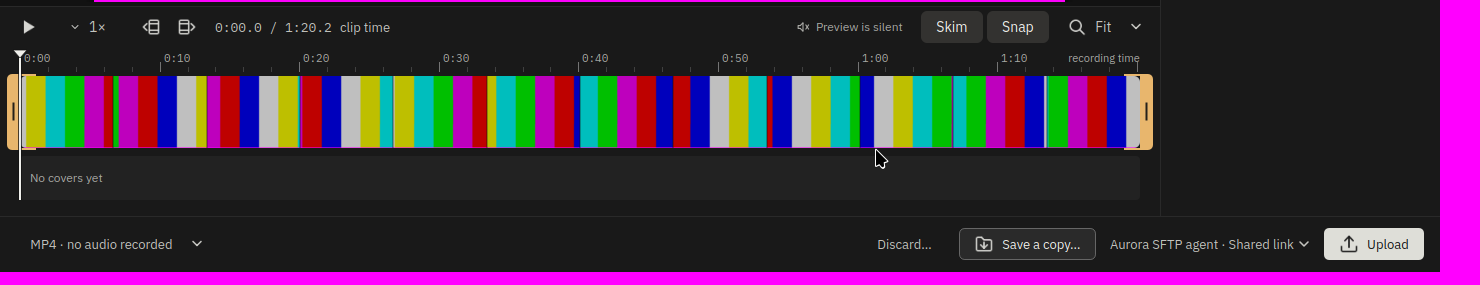 1×
0:00.0 / 1:20.2 clip time
Preview is silent
Skim
Snap
Fit
0:00 0:10 0:20 0:30 0:40 0:50 1:00 1:10 recording time
No covers yet
MP4 · no audio recorded
Discard...
Save a copy...
Aurora SFTP agent · Shared link
Upload